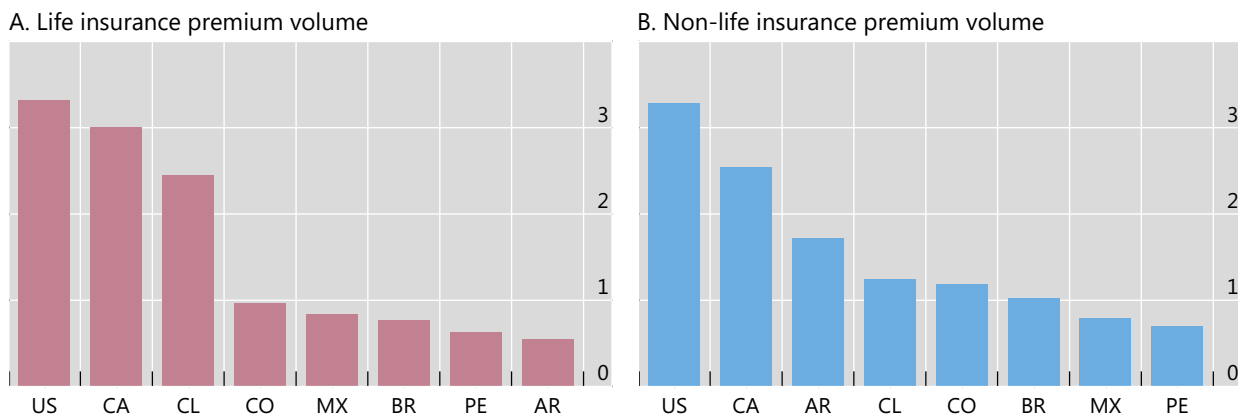 A. Life insurance premium volume
3
2
1
0
US CA CL CO MX BR PE AR
B. Non-life insurance premium volume
3
2
1
0
US CA AR CL CO BR MX PE